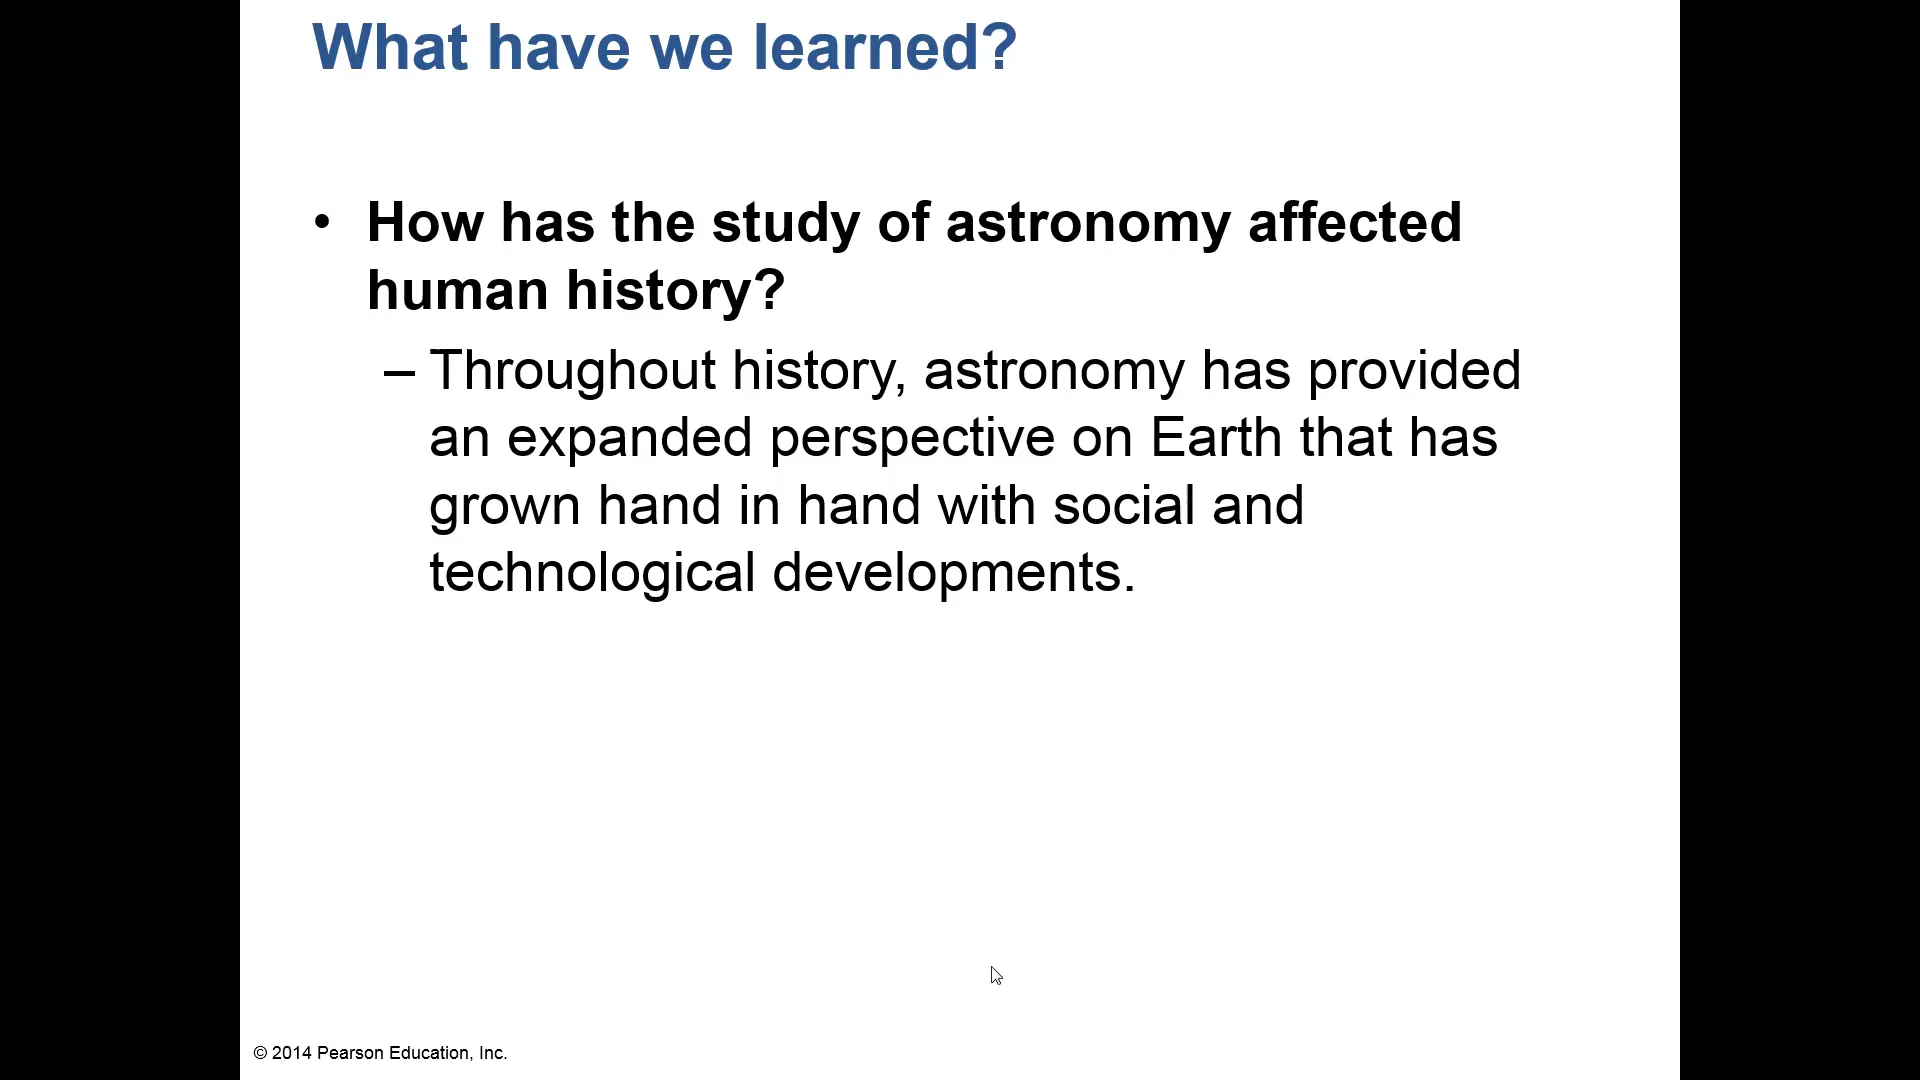 What have we learned?
• How has the study of astronomy affected
human history?
– Throughout history, astronomy has provided
an expanded perspective on Earth that has
grown hand in hand with social and
technological developments.
© 2014 Pearson Education, Inc.